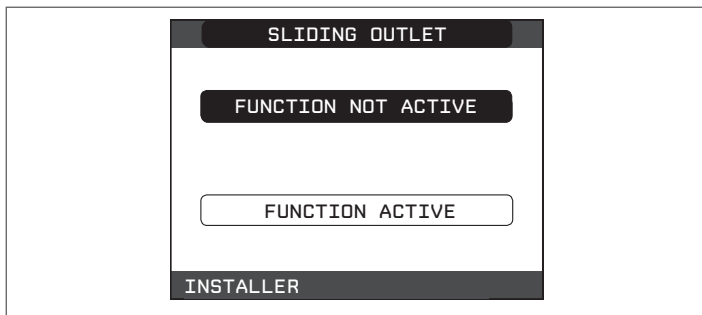 SLIDING OUTLET
FUNCTION NOT ACTIVE
FUNCTION ACTIVE
INSTALLER